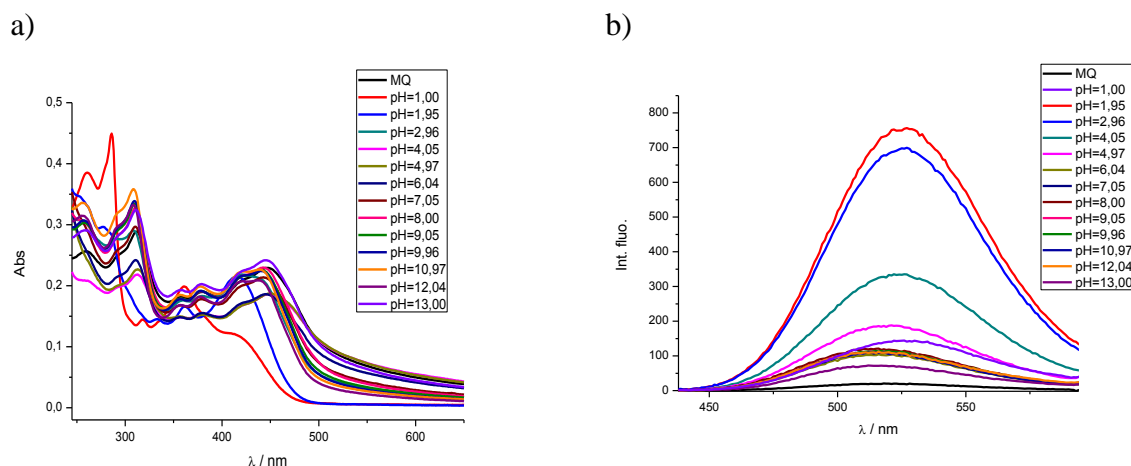 a)
b)
MQ
pH=1,00
pH=1,95
pH=2,96
pH=4,05
pH=4,97
pH=6,04
pH=7,05
pH=8,00
pH=9,05
pH=9,96
pH=10,97
pH=12,04
pH=13,00
0,5
0,4
0,3
0,2
0,1
0,0
Abs
300
400
500
600
λ / nm
MQ
pH=1,00
pH=1,95
pH=2,96
pH=4,05
pH=4,97
pH=6,04
pH=7,05
pH=8,00
pH=9,05
pH=9,96
pH=10,97
pH=12,04
pH=13,00
800
700
600
500
400
300
200
100
0
Int. fluo.
450
500
550
λ / nm